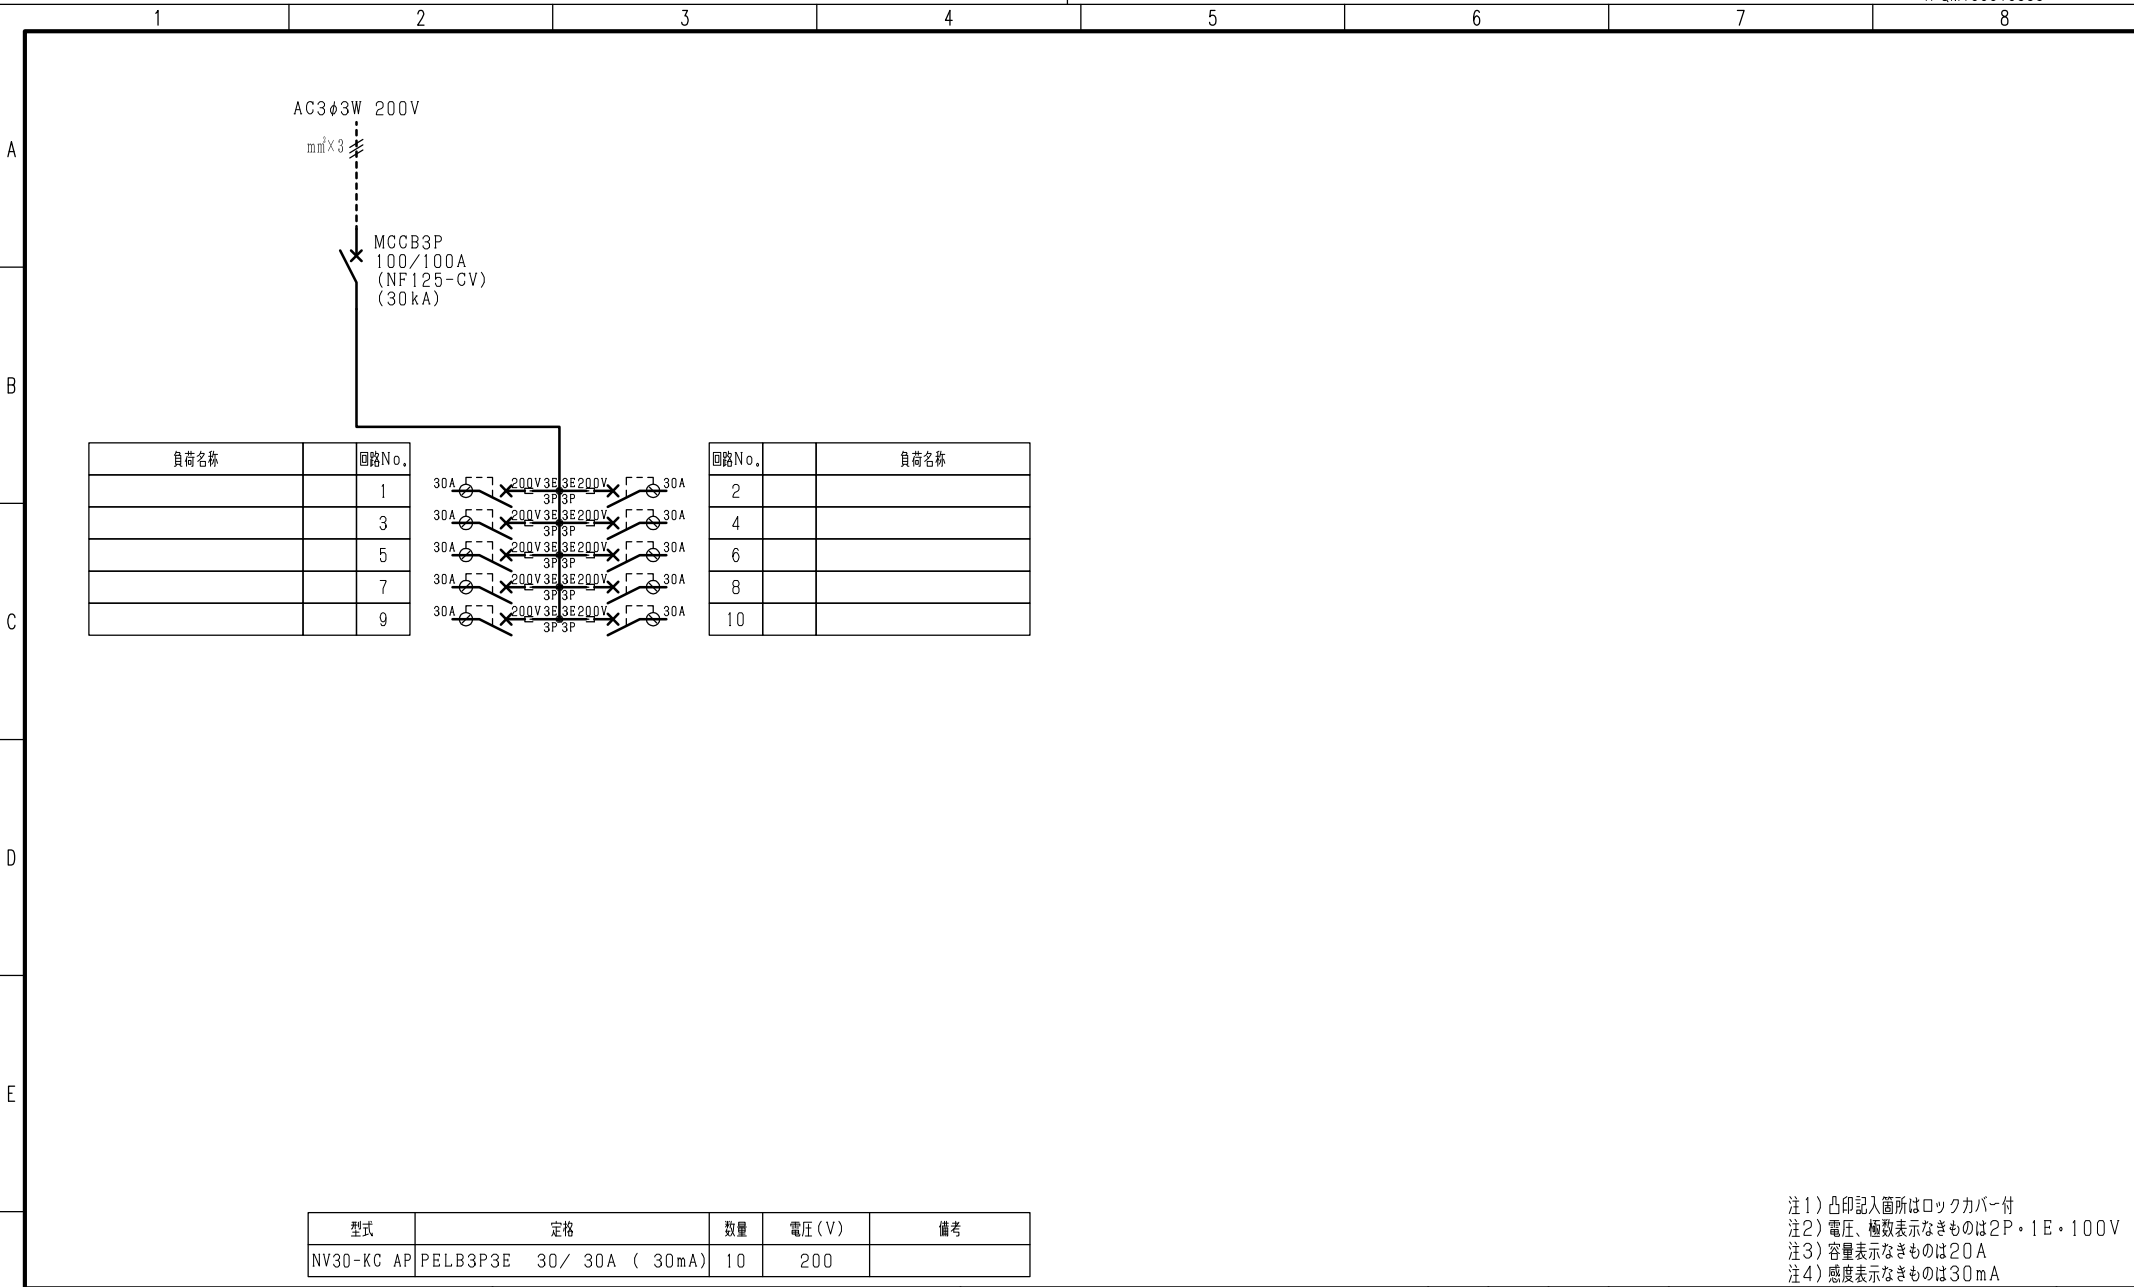 1 2 3 4 5 6 7 8
A
B
C
D
E
AC3φ3W 200V
mm²×3
MCCB3P
100/100A
(NF125-CV)
(30kA)
負荷名称 回路No. 回路No. 負荷名称
1 30A 200V 3E 3E 200V 30A 2
3P 3P
3 30A 200V 3E 3E 200V 30A 4
3P 3P
5 30A 200V 3E 3E 200V 30A 6
3P 3P
7 30A 200V 3E 3E 200V 30A 8
3P 3P
9 30A 200V 3E 3E 200V 30A 10
3P 3P
型式 定格 数量 電圧(V) 備考
NV30-KC AP PELB3P3E 30/ 30A ( 30mA) 10 200
注1)凸印記入箇所はロックカバー付
注2)電圧、極数表示なきものは2P・1E・100V
注3)容量表示なきものは20A
注4)感度表示なきものは30mA